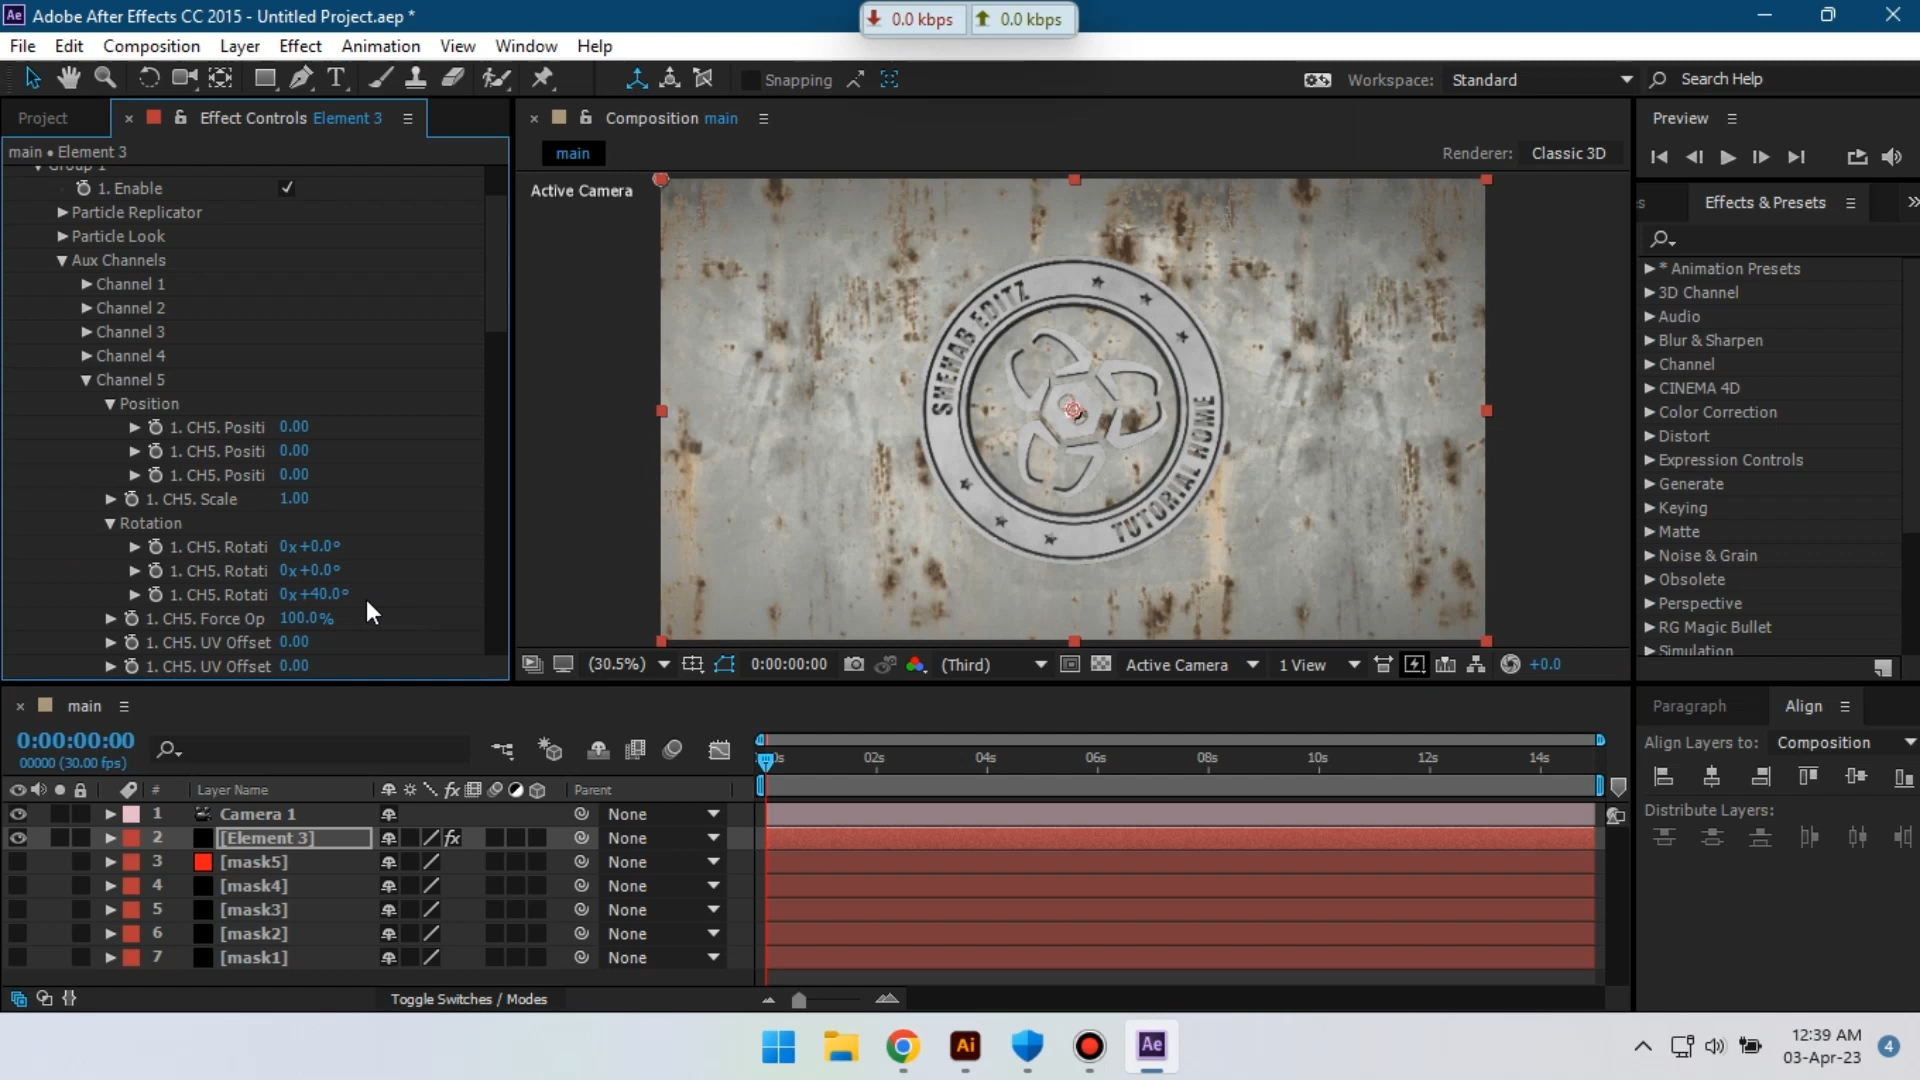 Ae Adobe After Effects CC 2015 - Untitled Project.aep *
0.0 kbps 0.0 kbps
File Edit Composition Layer Effect Animation View Window Help
T Snapping Workspace: Standard Search Help
Project × Effect Controls Element 3
× Composition main
Preview
main • Element 3
main
Renderer: Classic 3D
Group 1
1. Enable
Particle Replicator
Particle Look
Aux Channels
Channel 1
Channel 2
Channel 3
Channel 4
Channel 5
Position
1. CH5. Positi 0.00
1. CH5. Positi 0.00
1. CH5. Positi 0.00
1. CH5. Scale 1.00
Rotation
1. CH5. Rotati 0x+0.0°
1. CH5. Rotati 0x+0.0°
1. CH5. Rotati 0x+40.0°
1. CH5. Force Op 100.0%
1. CH5. UV Offset 0.00
1. CH5. UV Offset 0.00
Active Camera
SHEHAB EDITZ
TUTORIAL HOME
(30.5%) 0:00:00:00 (Third) Active Camera 1 View +0.0
s Effects & Presets »
* Animation Presets
3D Channel
Audio
Blur & Sharpen
Channel
CINEMA 4D
Color Correction
Distort
Expression Controls
Generate
Keying
Matte
Noise & Grain
Obsolete
Perspective
RG Magic Bullet
Simulation
× main
0:00:00:00
00000 (30.00 fps)
0s 02s 04s 06s 08s 10s 12s 14s
# Layer Name fx Parent
1 Camera 1 None
2 [Element 3] fx None
3 [mask5] None
4 [mask4] None
5 [mask3] None
6 [mask2] None
7 [mask1] None
Toggle Switches / Modes
Paragraph Align
Align Layers to: Composition
Distribute Layers:
Ai Ae
12:39 AM
03-Apr-23
4